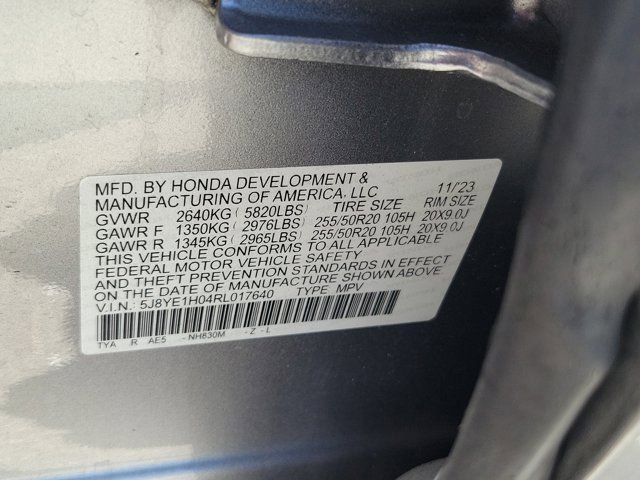 MFD. BY HONDA DEVELOPMENT & 11/'23
MANUFACTURING OF AMERICA, LLC
GVWR 2640KG ( 5820LBS) TIRE SIZE RIM SIZE
GAWR F 1350KG ( 2976LBS) 255/50R20 105H 20X9.0J
GAWR R 1345KG ( 2965LBS) 255/50R20 105H 20X9.0J
THIS VEHICLE CONFORMS TO ALL APPLICABLE
FEDERAL MOTOR VEHICLE SAFETY
AND THEFT PREVENTION STANDARDS IN EFFECT
ON THE DATE OF MANUFACTURE SHOWN ABOVE.
V.I.N.: 5J8YE1H04RL017640 TYPE MPV
TYA R AE5 - NH830M - Z - L